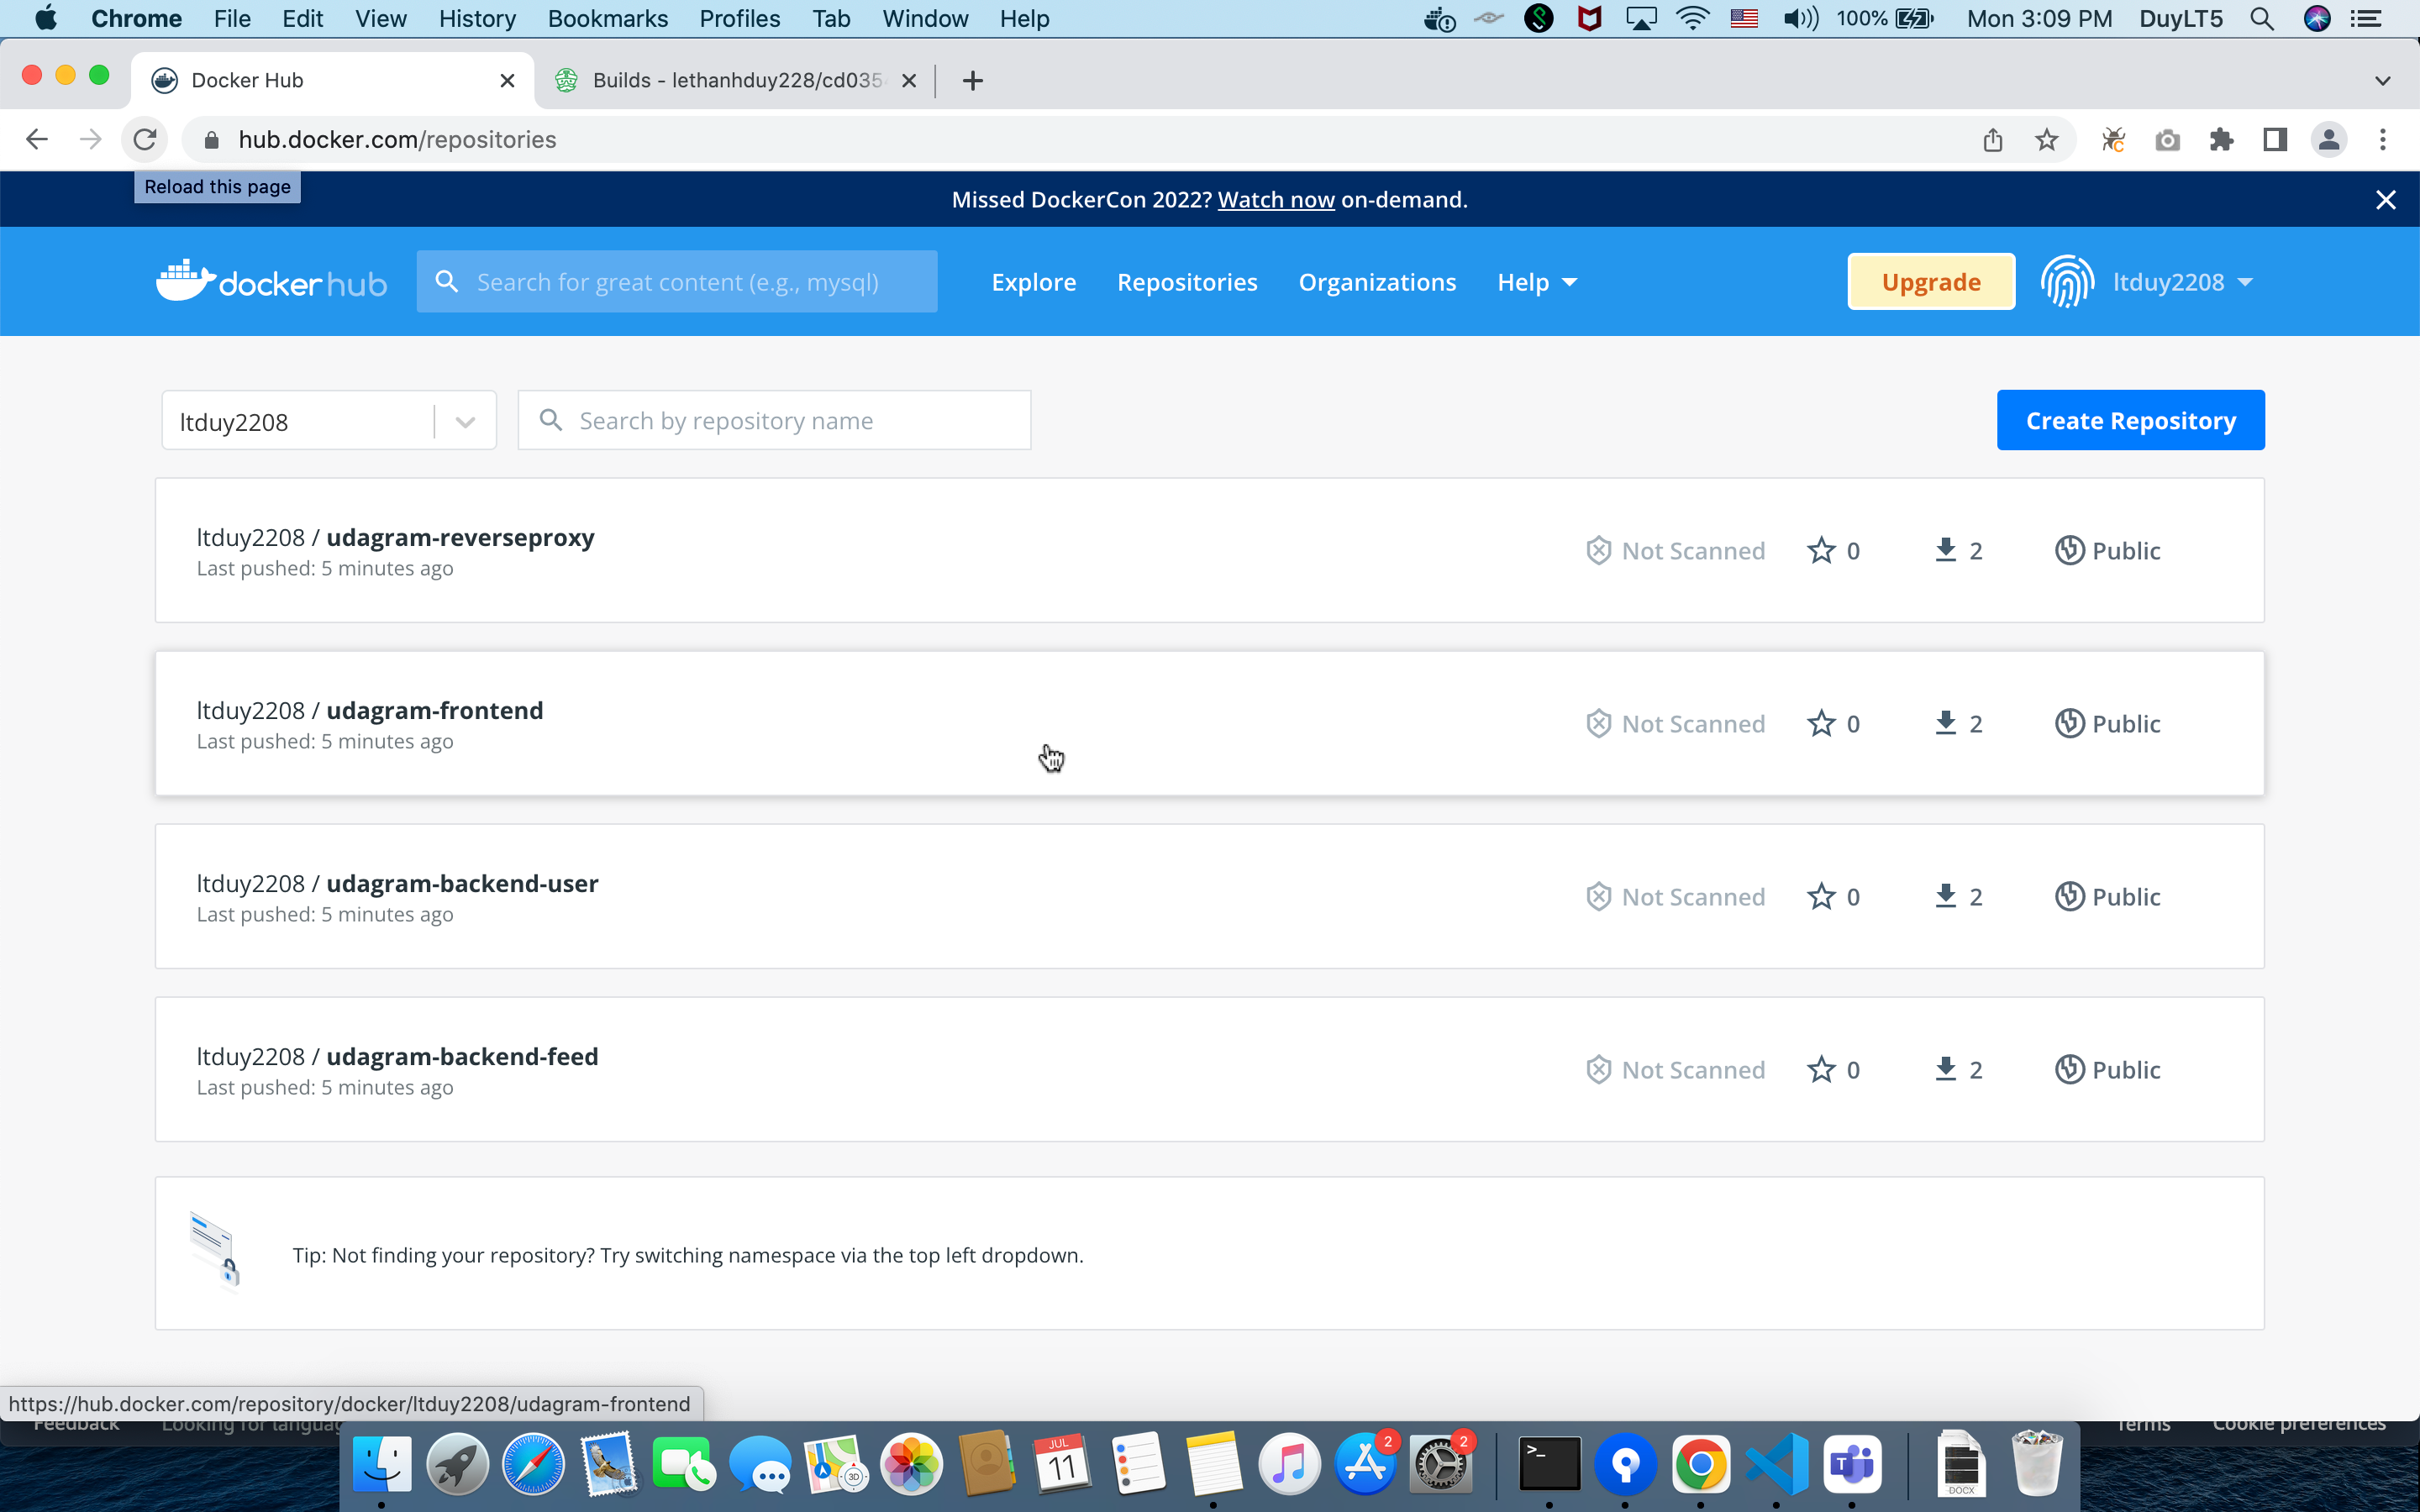 Chrome File Edit View History Bookmarks Profiles Tab Window Help 100% Mon 3:09 PM DuyLT5
Docker Hub Builds - lethanhduy228/cd035
hub.docker.com/repositories
Reload this page
Missed DockerCon 2022? Watch now on-demand.
docker hub Search for great content (e.g., mysql) Explore Repositories Organizations Help Upgrade ltduy2208
ltduy2208 Search by repository name Create Repository
ltduy2208 / udagram-reverseproxy
Last pushed: 5 minutes ago
Not Scanned 0 2 Public
ltduy2208 / udagram-frontend
Last pushed: 5 minutes ago
Not Scanned 0 2 Public
ltduy2208 / udagram-backend-user
Last pushed: 5 minutes ago
Not Scanned 0 2 Public
ltduy2208 / udagram-backend-feed
Last pushed: 5 minutes ago
Not Scanned 0 2 Public
Tip: Not finding your repository? Try switching namespace via the top left dropdown.
https://hub.docker.com/repository/docker/ltduy2208/udagram-frontend
Feedback Looking for languag Terms Cookie preferences
3D JUL 11 2 2 >_ T DOCX